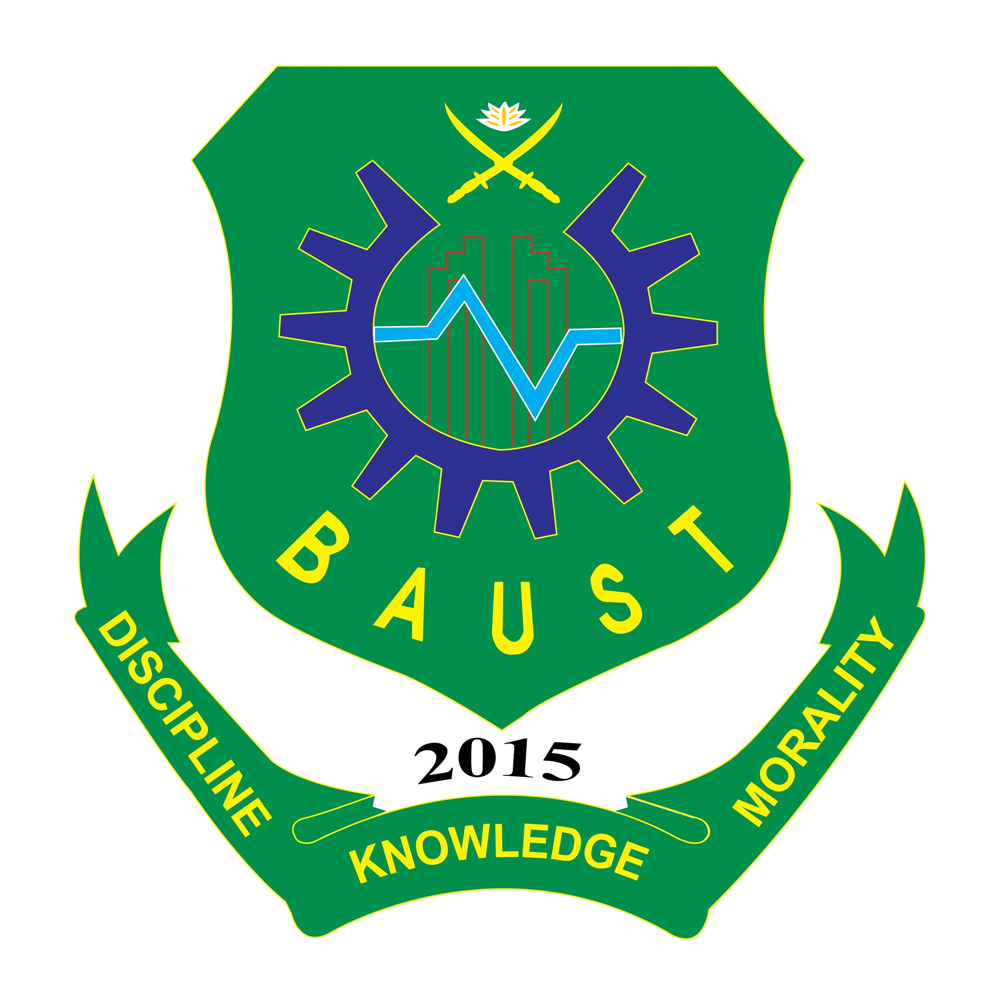 BAUST
2015
DISCIPLINE
KNOWLEDGE
MORALITY